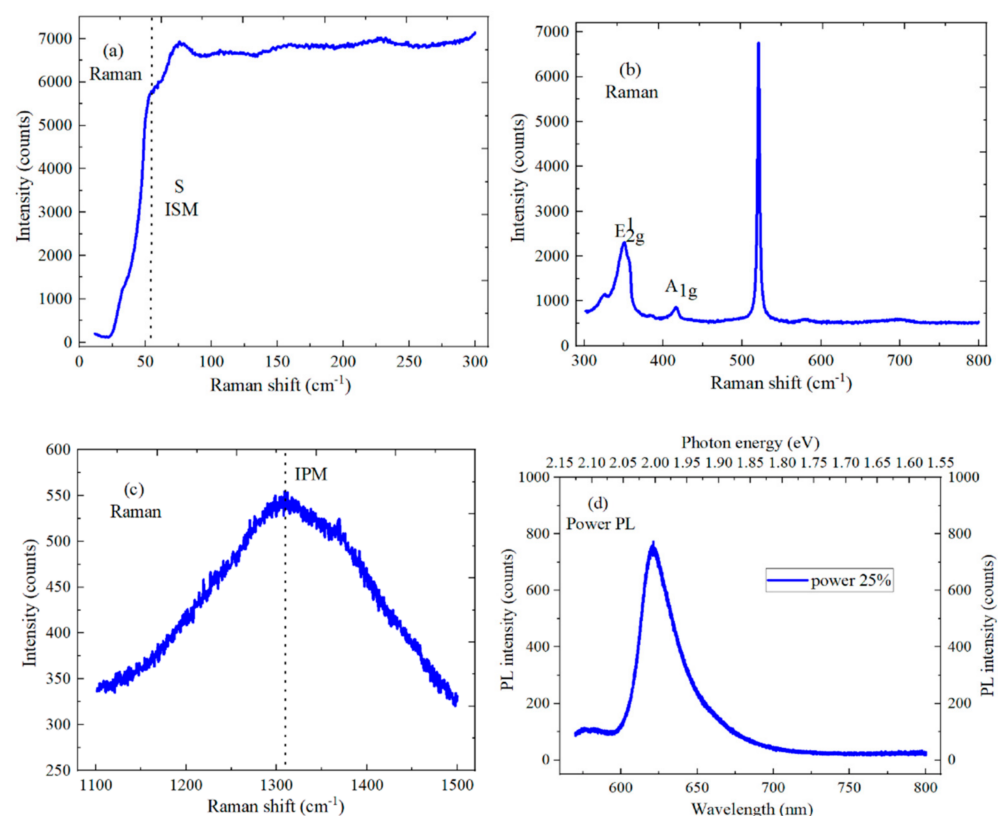 (a)
Raman
S
ISM
7000
6000
5000
4000
3000
2000
1000
0
0 50 100 150 200 250 300
Intensity (counts)
Raman shift (cm-1)
(b)
Raman
E12g
A1g
7000
6000
5000
4000
3000
2000
1000
0
300 400 500 600 700 800
Intensity (counts)
Raman shift (cm-1)
(c)
Raman
IPM
600
550
500
450
400
350
300
250
1100 1200 1300 1400 1500
Intensity (counts)
Raman shift (cm-1)
Photon energy (eV)
2.15 2.10 2.05 2.00 1.95 1.90 1.85 1.80 1.75 1.70 1.65 1.60 1.55
(d)
Power PL
power 25%
1000
800
600
400
200
0
PL intensity (counts)
1000
800
600
400
200
0
PL intensity (counts)
600 650 700 750 800
Wavelength (nm)